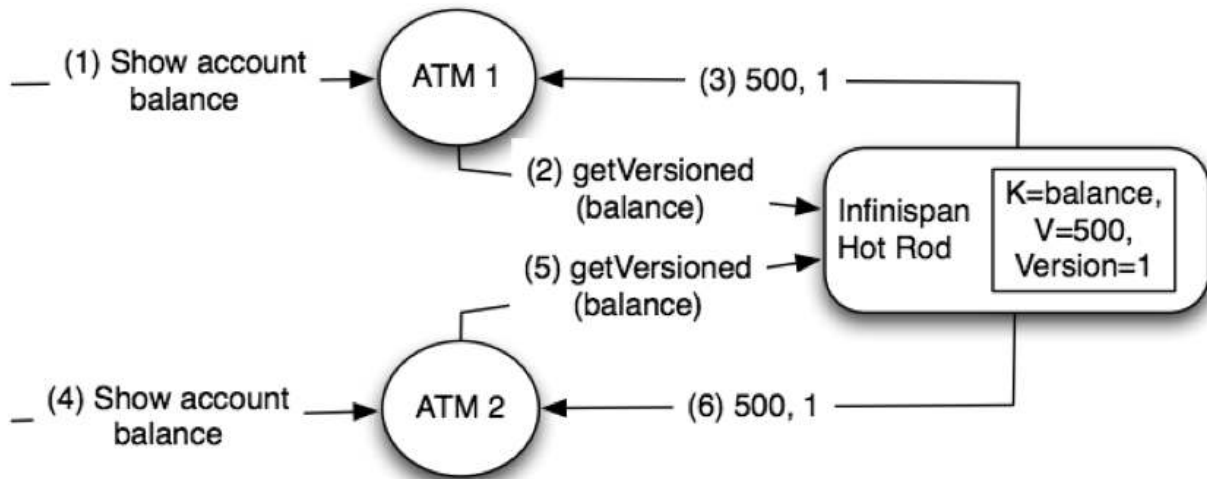 (1) Show account
balance
ATM 1
(3) 500, 1
(2) getVersioned
(balance)
Infinispan
Hot Rod
K=balance,
V=500,
Version=1
(5) getVersioned
(balance)
(4) Show account
balance
ATM 2
(6) 500, 1